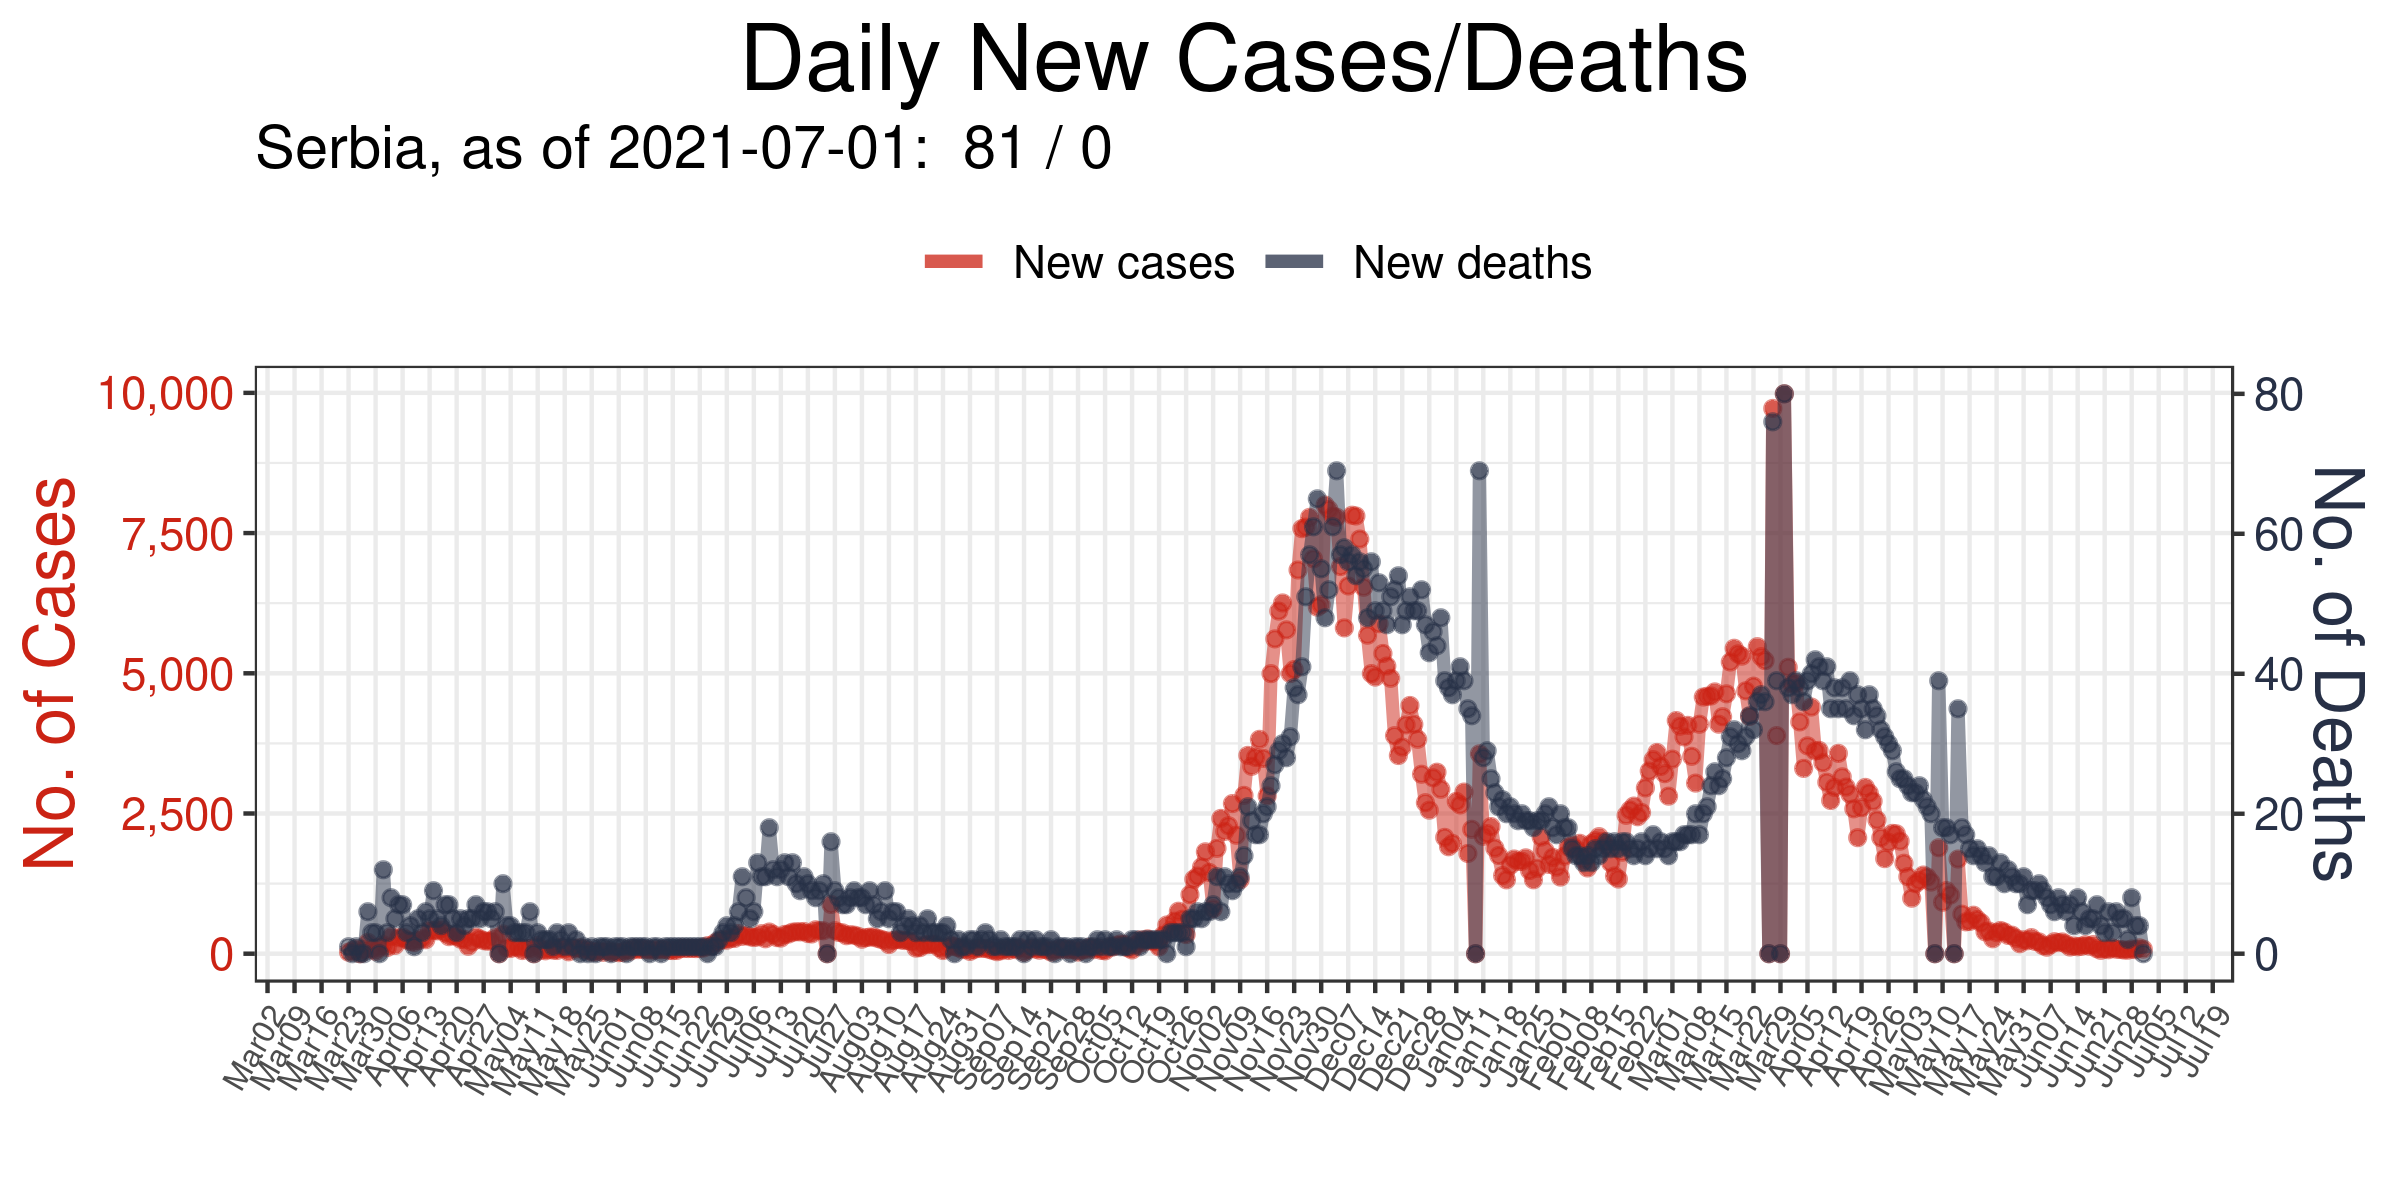 Daily New Cases/Deaths
Serbia, as of 2021-07-01:  81 / 0
New cases
New deaths
No. of Cases
10,000
7,500
5,000
2,500
0
80
60
40
20
0
No. of Deaths
Mar02
Mar09
Mar16
Mar23
Mar30
Apr06
Apr13
Apr20
Apr27
May04
May11
May18
May25
Jun01
Jun08
Jun15
Jun22
Jun29
Jul06
Jul13
Jul20
Jul27
Aug03
Aug10
Aug17
Aug24
Aug31
Sep07
Sep14
Sep21
Sep28
Oct05
Oct12
Oct19
Oct26
Nov02
Nov09
Nov16
Nov23
Nov30
Dec07
Dec14
Dec21
Dec28
Jan04
Jan11
Jan18
Jan25
Feb01
Feb08
Feb15
Feb22
Mar01
Mar08
Mar15
Mar22
Mar29
Apr05
Apr12
Apr19
Apr26
May03
May10
May17
May24
May31
Jun07
Jun14
Jun21
Jun28
Jul05
Jul12
Jul19